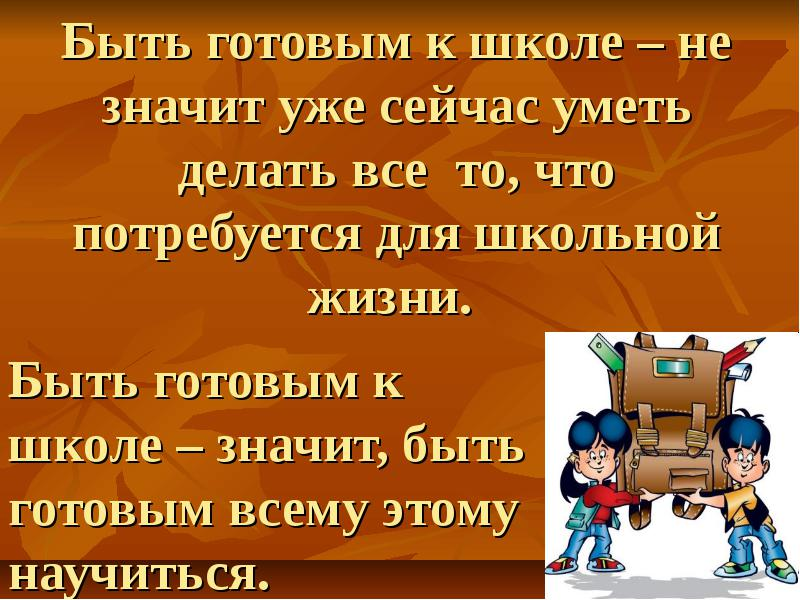 Быть готовым к школе – не
значит уже сейчас уметь
делать все то, что
потребуется для школьной
жизни.
Быть готовым к
школе – значит, быть
готовым всему этому
научиться.